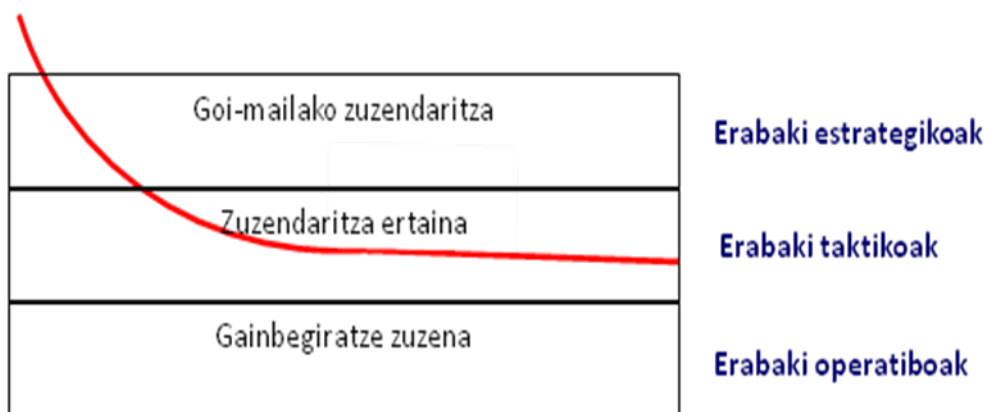 Goi-mailako zuzendaritza
Erabaki estrategikoak
Zuzendaritza ertaina
Erabaki taktikoak
Gainbegiratze zuzena
Erabaki operatiboak